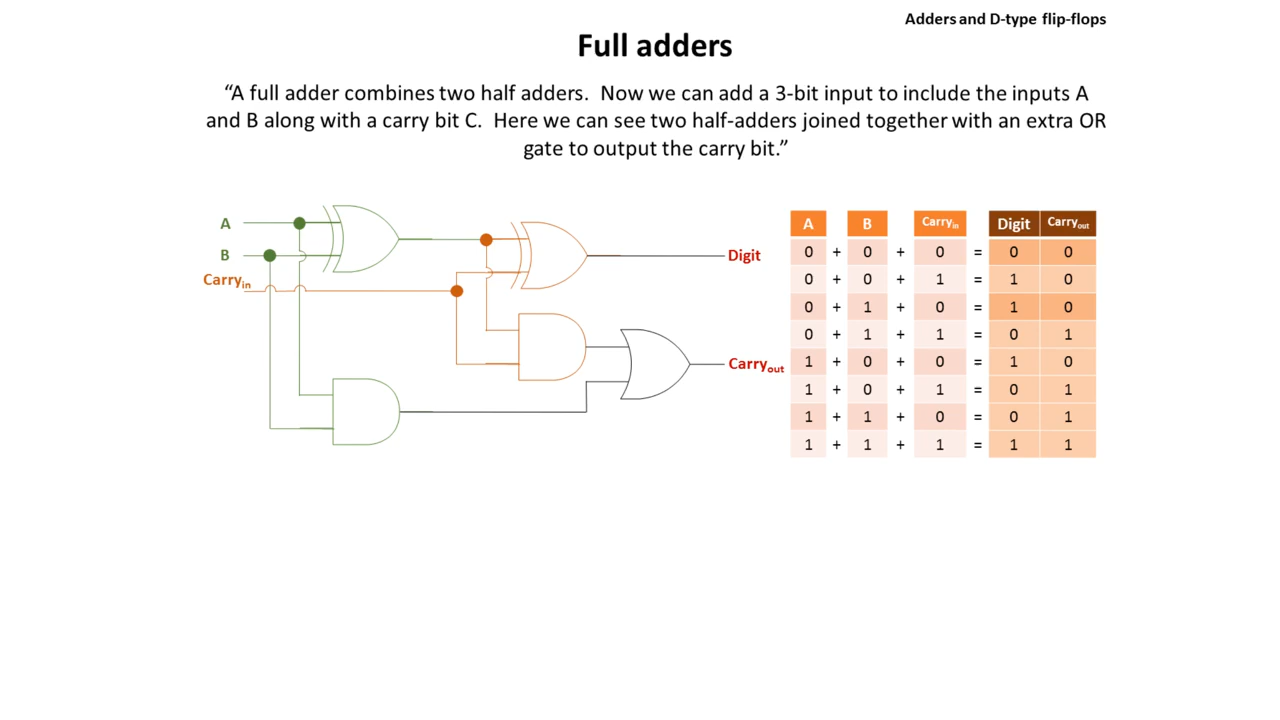 Adders and D-type flip-flops
Full adders
“A full adder combines two half adders.  Now we can add a 3-bit input to include the inputs A
and B along with a carry bit C.  Here we can see two half-adders joined together with an extra OR
gate to output the carry bit.”
A
B
Carryin
Digit
Carryout
A B Carryin Digit Carryout
0 + 0 + 0 = 0 0
0 + 0 + 1 = 1 0
0 + 1 + 0 = 1 0
0 + 1 + 1 = 0 1
1 + 0 + 0 = 1 0
1 + 0 + 1 = 0 1
1 + 1 + 0 = 0 1
1 + 1 + 1 = 1 1